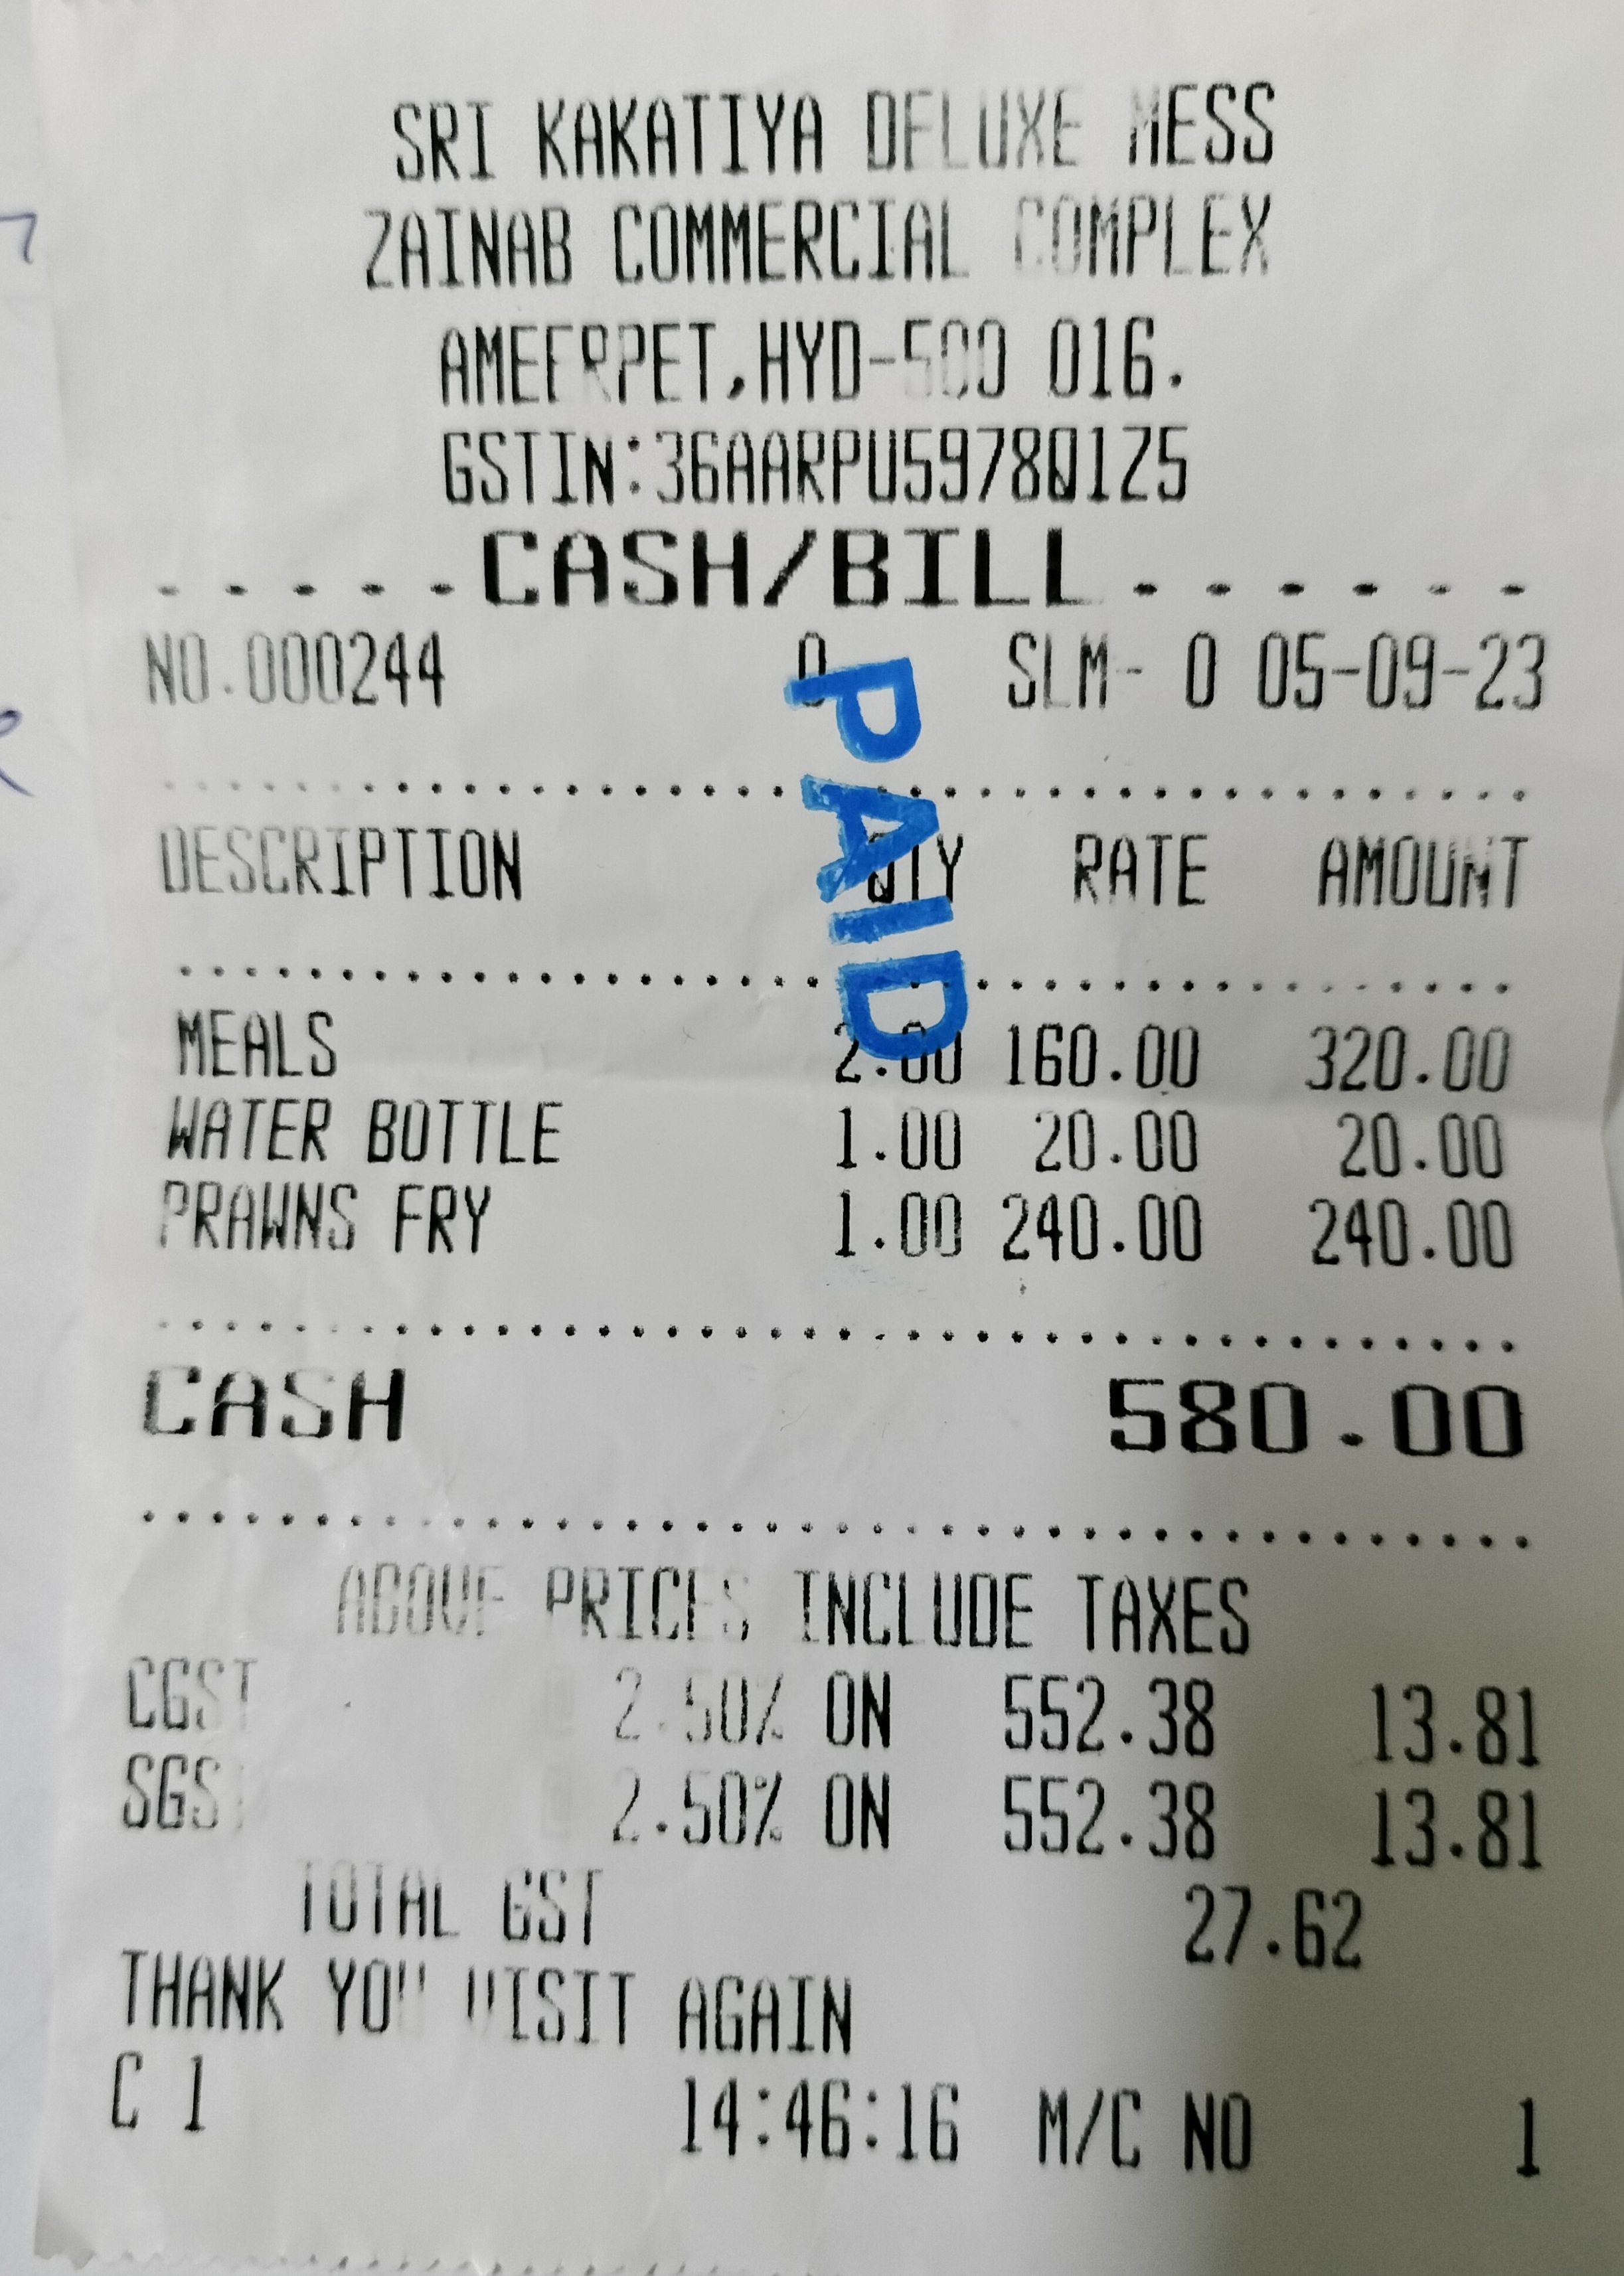 SRI KAKATIYA DELUXE MESS
ZAINAB COMMERCIAL COMPLEX
AMEERPET,HYD-500 016.
GSTIN:36AARPU5978Q1Z5
- - - - - CASH/BILL - - - - - -
NO.000244 0 SLM- 0 05-09-23
PAID
DESCRIPTION QTY RATE AMOUNT
MEALS 2.00 160.00 320.00
WATER BOTTLE 1.00 20.00 20.00
PRAWNS FRY 1.00 240.00 240.00
CASH 580.00
ABOVE PRICES INCLUDE TAXES
CGST 2.50% ON 552.38 13.81
SGST 2.50% ON 552.38 13.81
TOTAL GST 27.62
THANK YOU VISIT AGAIN
C 1 14:46:16 M/C NO 1